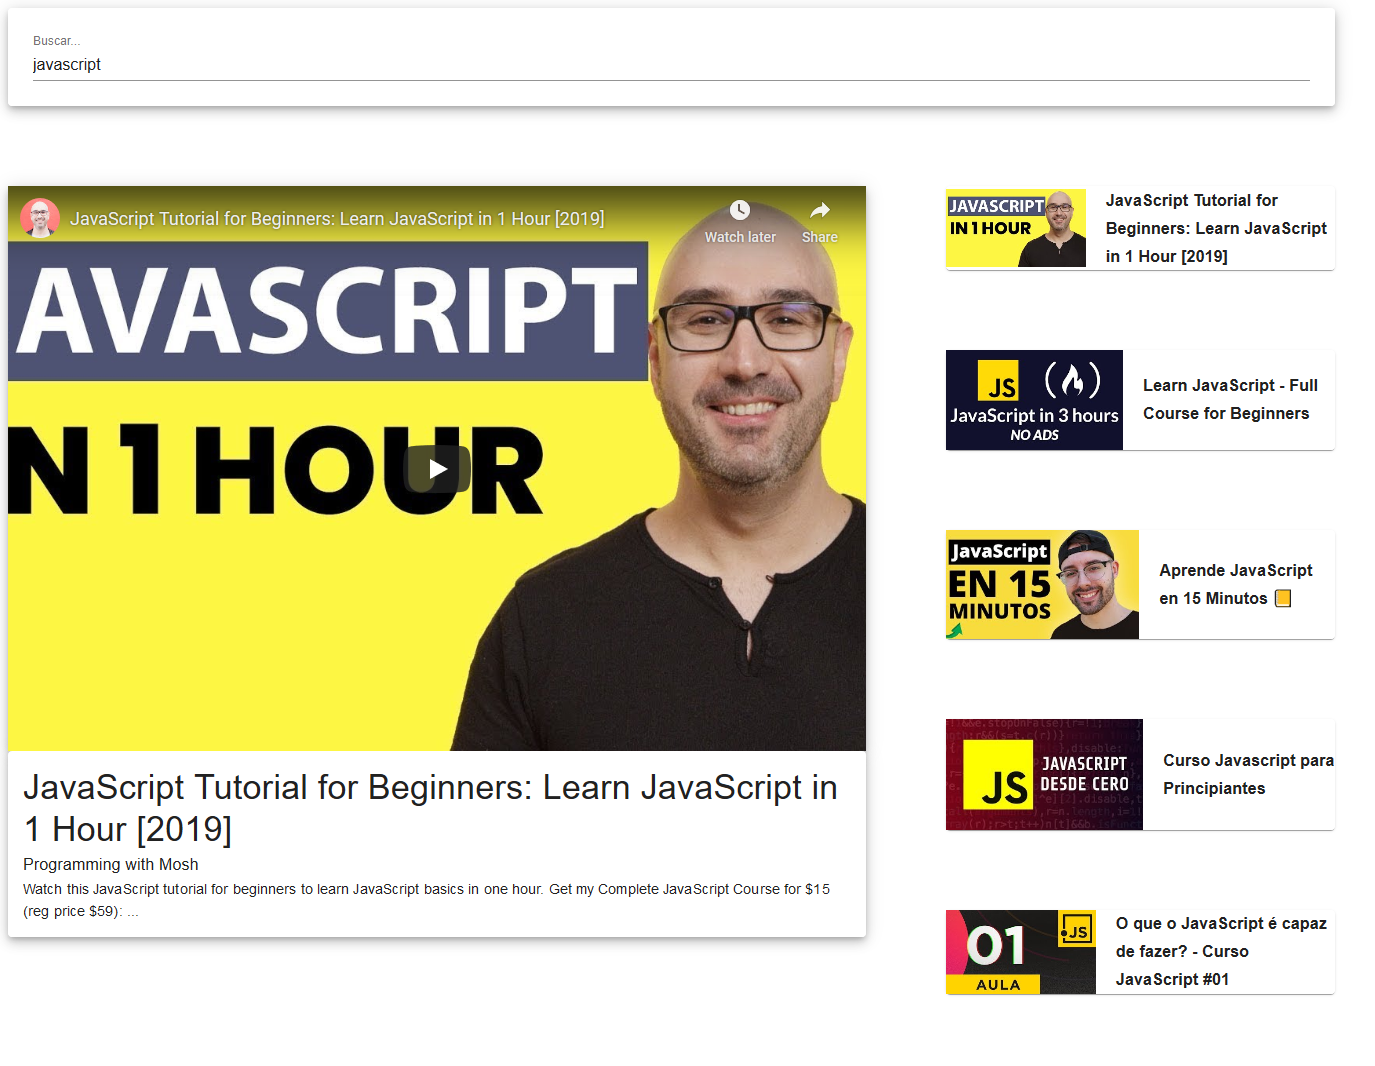 Buscar...
javascript
JavaScript Tutorial for Beginners: Learn JavaScript in 1 Hour [2019]
Watch later
Share
AVASCRIPT
N 1 HOUR
JavaScript Tutorial for Beginners: Learn JavaScript in
1 Hour [2019]
Programming with Mosh
Watch this JavaScript tutorial for beginners to learn JavaScript basics in one hour. Get my Complete JavaScript Course for $15
(reg price $59): ...
JAVASCRIPT
IN 1 HOUR
JavaScript Tutorial for
Beginners: Learn JavaScript
in 1 Hour [2019]
JS
JavaScript in 3 hours
NO ADS
Learn JavaScript - Full
Course for Beginners
JavaScript
EN 15
MINUTOS
Aprende JavaScript
en 15 Minutos 📒
JS
JAVASCRIPT
DESDE CERO
Curso Javascript para
Principiantes
01
JS
AULA
O que o JavaScript é capaz
de fazer? - Curso
JavaScript #01